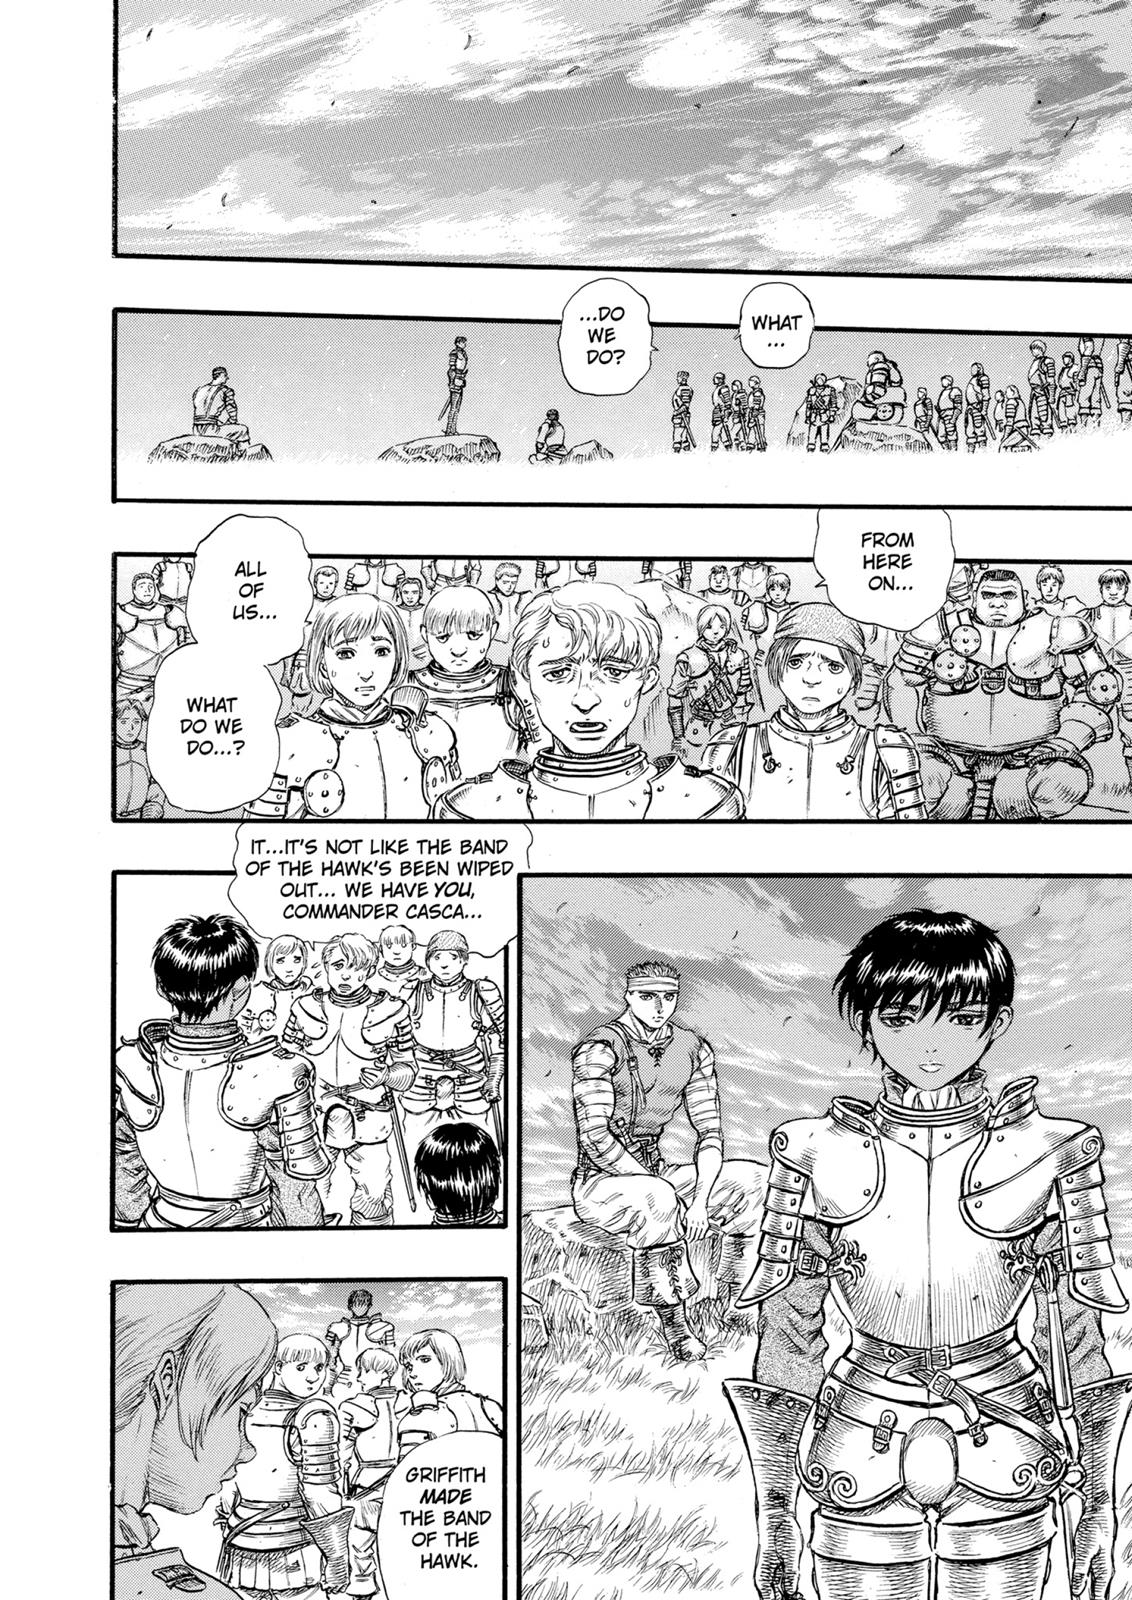 WHAT
...
...DO
WE
DO?
FROM
HERE
ON...
ALL
OF
US...
WHAT
DO WE
DO...?
IT...IT'S NOT LIKE THE BAND
OF THE HAWK'S BEEN WIPED
OUT... WE HAVE YOU,
COMMANDER CASCA...
GRIFFITH
MADE
THE BAND
OF THE
HAWK.